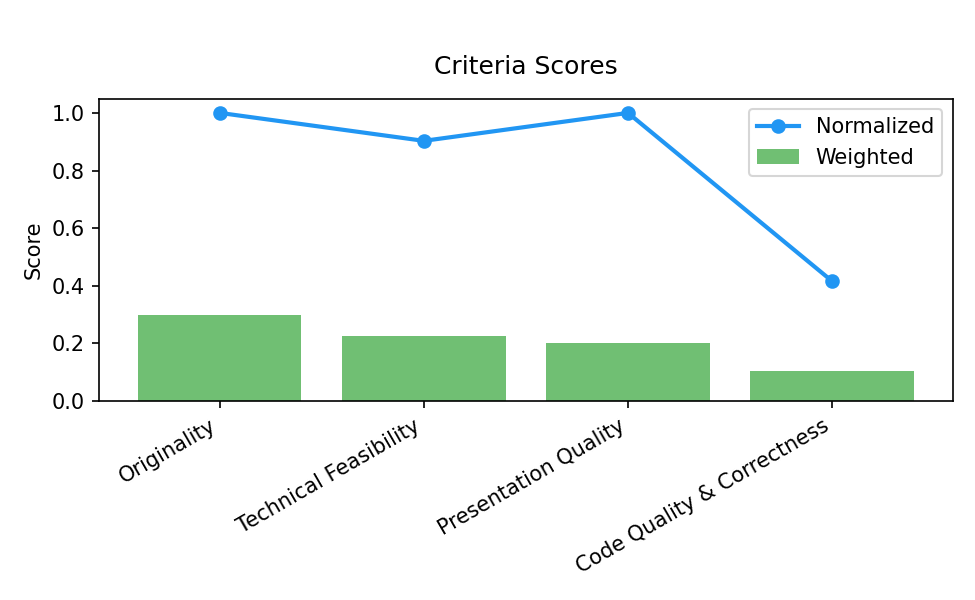 Criteria Scores
Normalized
Weighted
Score
1.0
0.8
0.6
0.4
0.2
0.0
Originality
Technical Feasibility
Presentation Quality
Code Quality & Correctness